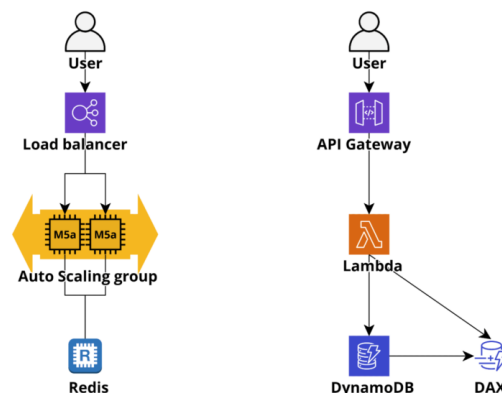 User
Load balancer
M5a M5a
Auto Scaling group
R
Redis
User
API Gateway
Lambda
DynamoDB
DAX